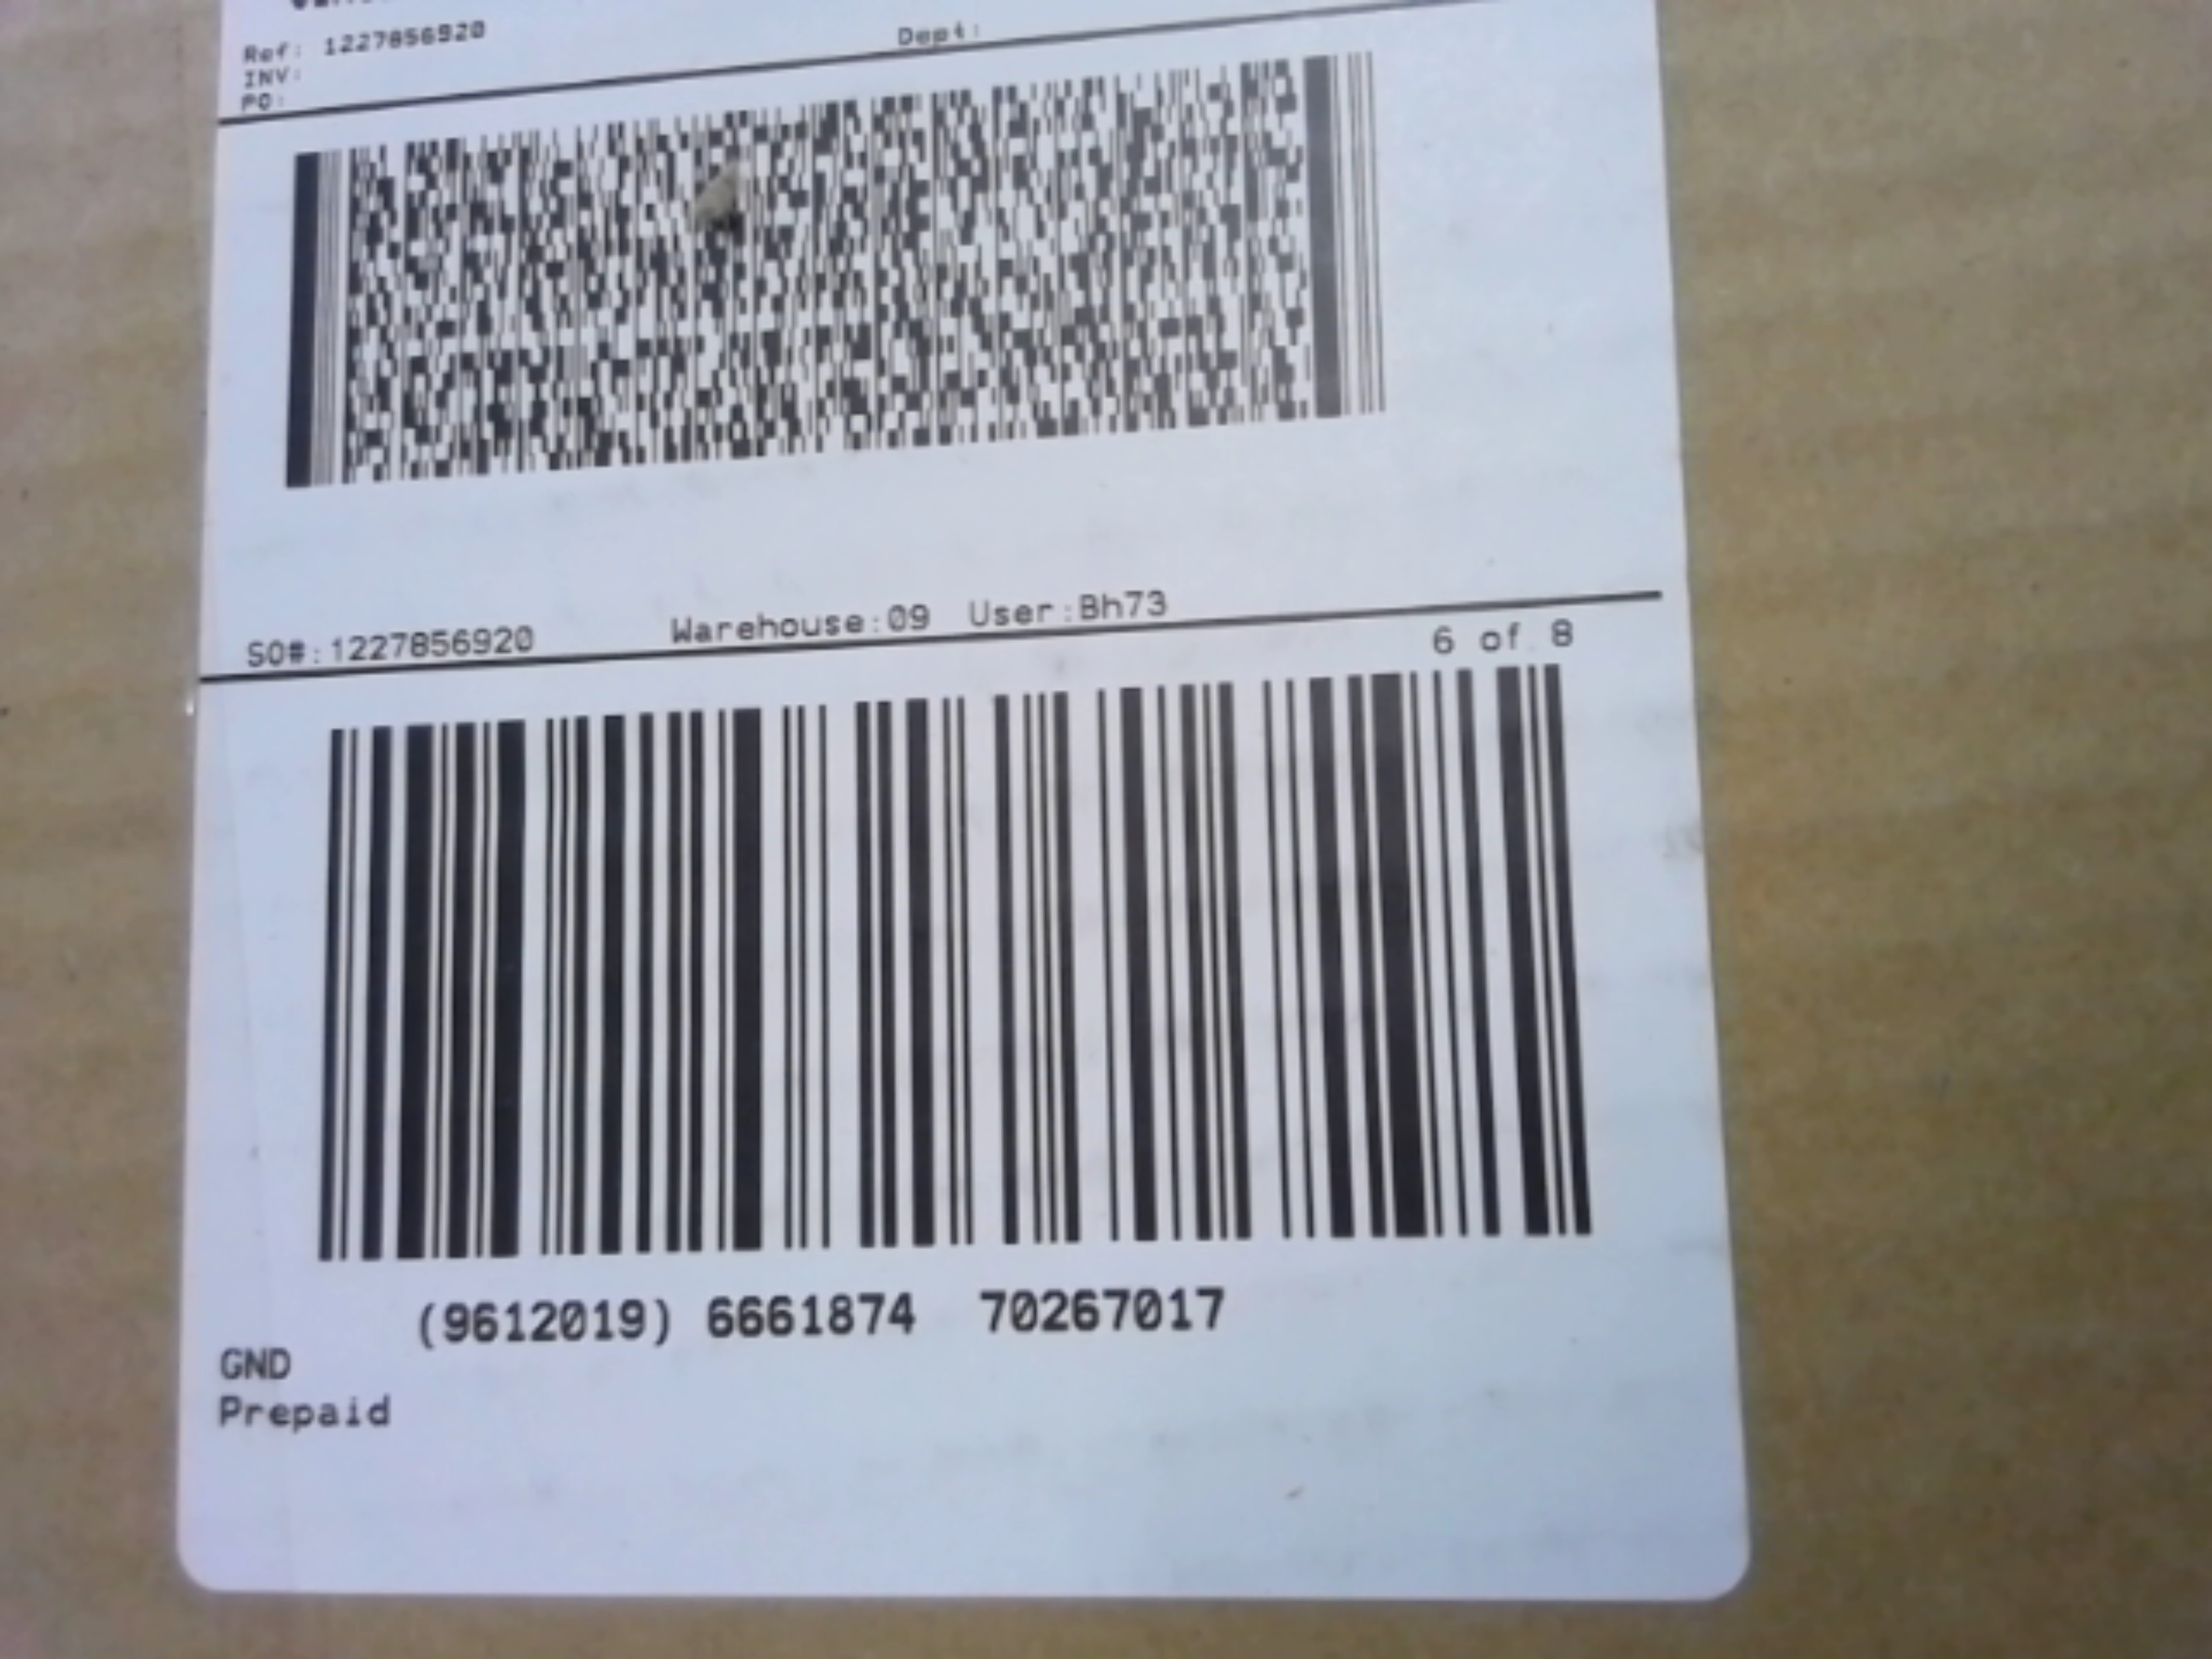 Ref: 1227856920 Dept:
INV:
PO:
SO#:1227856920 Warehouse:09 User:Bh73
6 of 8
(9612019) 6661874 70267017
GND
Prepaid